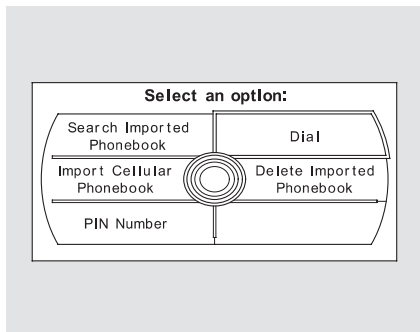 Select an option:
Search Imported
Phonebook
Dial
Import Cellular
Phonebook
Delete Imported
Phonebook
PIN Number